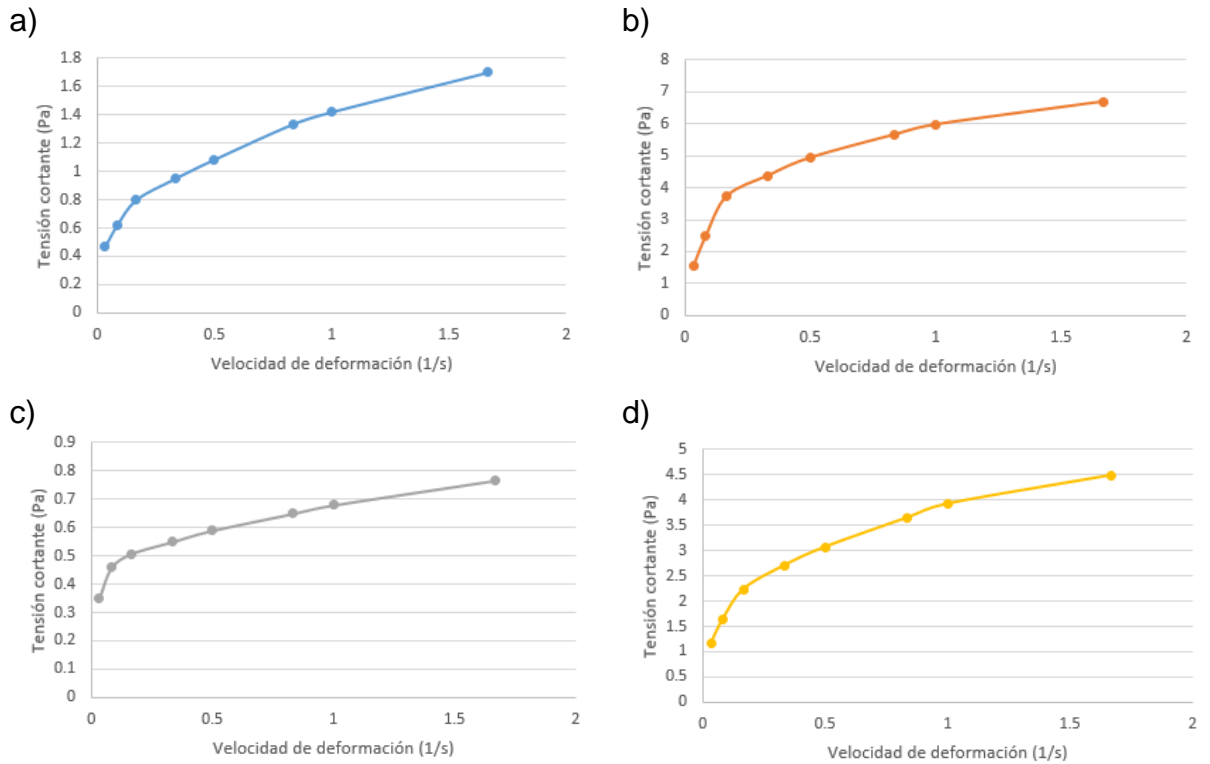 a)
1.8
1.6
1.4
1.2
1
0.8
0.6
0.4
0.2
0
0 0.5 1 1.5 2
Tensión cortante (Pa)
Velocidad de deformación (1/s)
b)
8
7
6
5
4
3
2
1
0
0 0.5 1 1.5 2
Tensión cortante (Pa)
Velocidad de deformación (1/s)
c)
0.9
0.8
0.7
0.6
0.5
0.4
0.3
0.2
0.1
0
0 0.5 1 1.5 2
Tensión cortante (Pa)
Velocidad de deformación (1/s)
d)
5
4.5
4
3.5
3
2.5
2
1.5
1
0.5
0
0 0.5 1 1.5 2
Tensión cortante (Pa)
Velocidad de deformación (1/s)